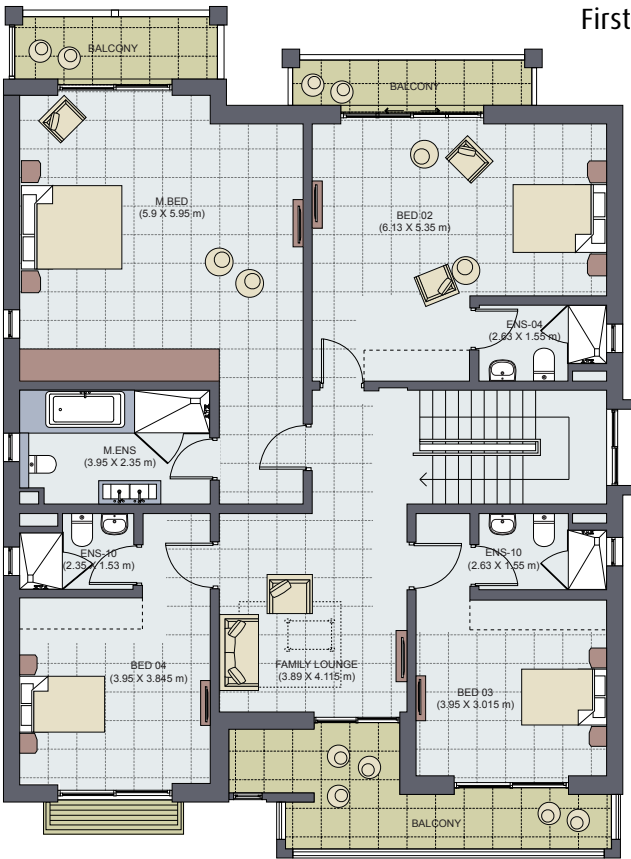 First
BALCONY
BALCONY
M.BED
(5.9 X 5.95 m)
BED 02
(6.13 X 5.35 m)
ENS-04
(2.63 X 1.55 m)
M.ENS
(3.95 X 2.35 m)
ENS-10
(2.35 X 1.53 m)
ENS-10
(2.63 X 1.55 m)
BED 04
(3.95 X 3.845 m)
FAMILY LOUNGE
(3.89 X 4.115 m)
BED 03
(3.95 X 3.015 m)
BALCONY